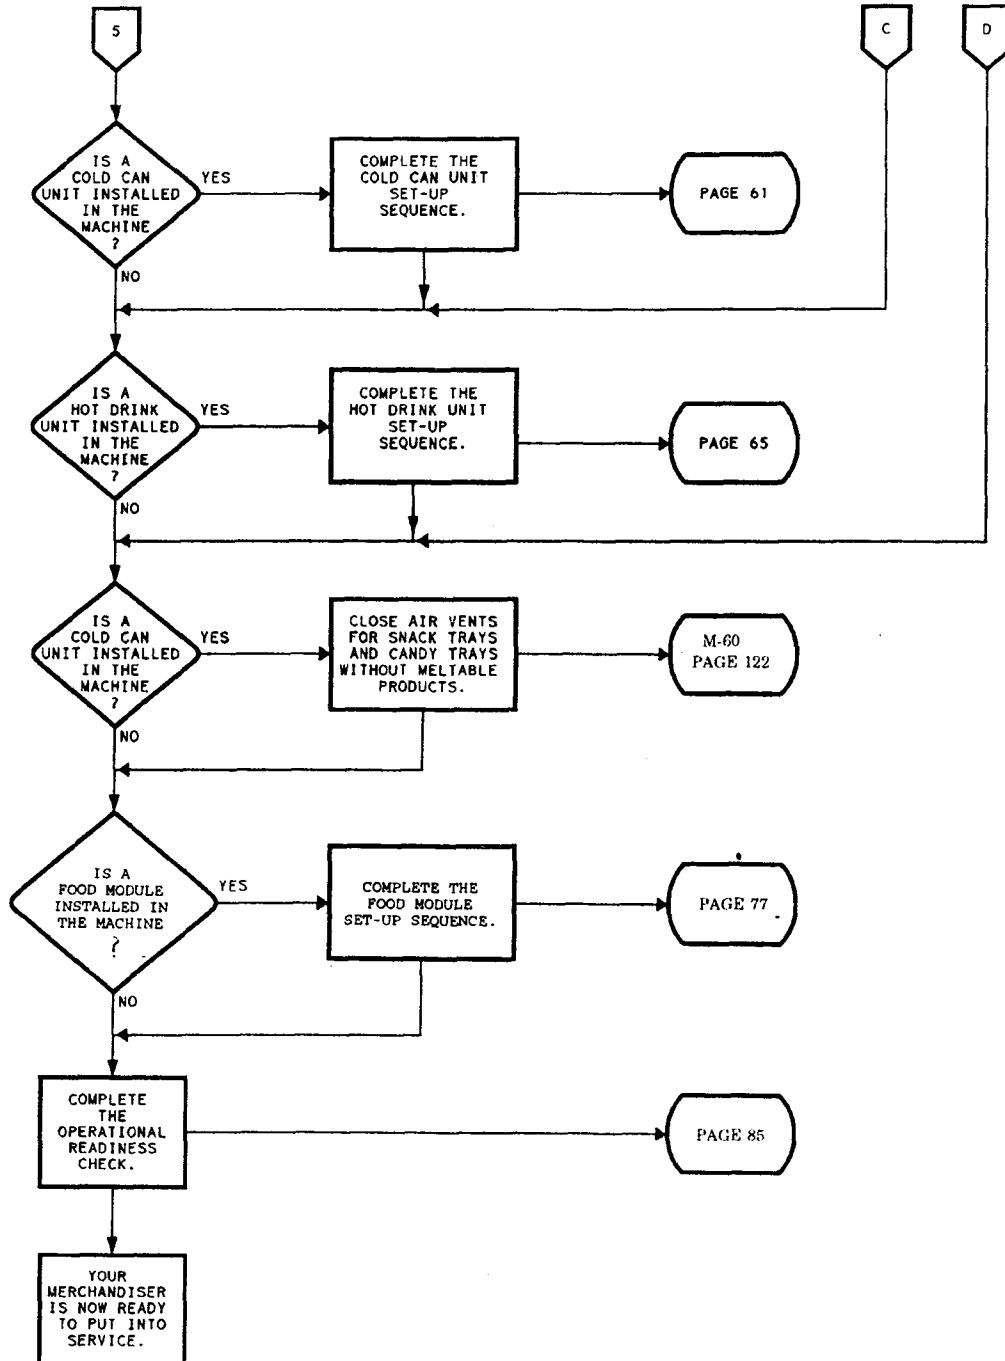 5
C
D
IS A
COLD CAN
UNIT INSTALLED
IN THE
MACHINE
?
YES
COMPLETE THE
COLD CAN UNIT
SET-UP
SEQUENCE.
PAGE 61
NO
IS A
HOT DRINK
UNIT INSTALLED
IN THE
MACHINE
?
YES
COMPLETE THE
HOT DRINK UNIT
SET-UP
SEQUENCE.
PAGE 65
NO
IS A
COLD CAN
UNIT INSTALLED
IN THE
MACHINE
?
YES
CLOSE AIR VENTS
FOR SNACK TRAYS
AND CANDY TRAYS
WITHOUT MELTABLE
PRODUCTS.
M-60
PAGE 122
NO
IS A
FOOD MODULE
INSTALLED IN
THE MACHINE
?
YES
COMPLETE THE
FOOD MODULE
SET-UP SEQUENCE.
PAGE 77
NO
COMPLETE
THE
OPERATIONAL
READINESS
CHECK.
PAGE 85
YOUR
MERCHANDISER
IS NOW READY
TO PUT INTO
SERVICE.